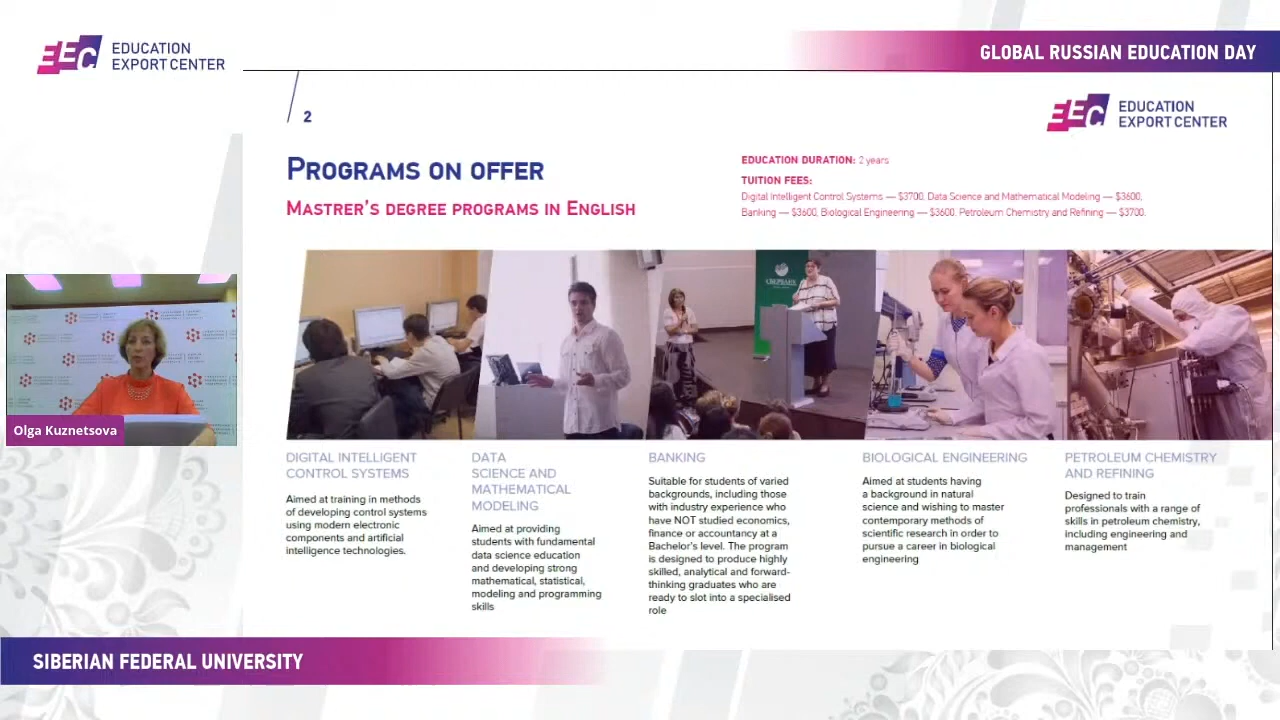 EEC EDUCATION
EXPORT CENTER
GLOBAL RUSSIAN EDUCATION DAY
2
EEC EDUCATION
EXPORT CENTER
PROGRAMS ON OFFER
MASTRER'S DEGREE PROGRAMS IN ENGLISH
EDUCATION DURATION: 2 years
TUITION FEES:
Digital Intelligent Control Systems — $3700, Data Science and Mathematical Modeling — $3600,
Banking — $3600, Biological Engineering — $3600, Petroleum Chemistry and Refining — $3700.
СБЕРБАНК
Olga Kuznetsova
DIGITAL INTELLIGENT
CONTROL SYSTEMS
Aimed at training in methods
of developing control systems
using modern electronic
components and artificial
intelligence technologies.
DATA
SCIENCE AND
MATHEMATICAL
MODELING
Aimed at providing
students with fundamental
data science education
and developing strong
mathematical, statistical,
modeling and programming
skills
BANKING
Suitable for students of varied
backgrounds, including those
with industry experience who
have NOT studied economics,
finance or accountancy at a
Bachelor's level. The program
is designed to produce highly
skilled, analytical and forward-
thinking graduates who are
ready to slot into a specialised
role
BIOLOGICAL ENGINEERING
Aimed at students having
a background in natural
science and wishing to master
contemporary methods of
scientific research in order to
pursue a career in biological
engineering
PETROLEUM CHEMISTRY
AND REFINING
Designed to train
professionals with a range of
skills in petroleum chemistry,
including engineering and
management
SIBERIAN FEDERAL UNIVERSITY